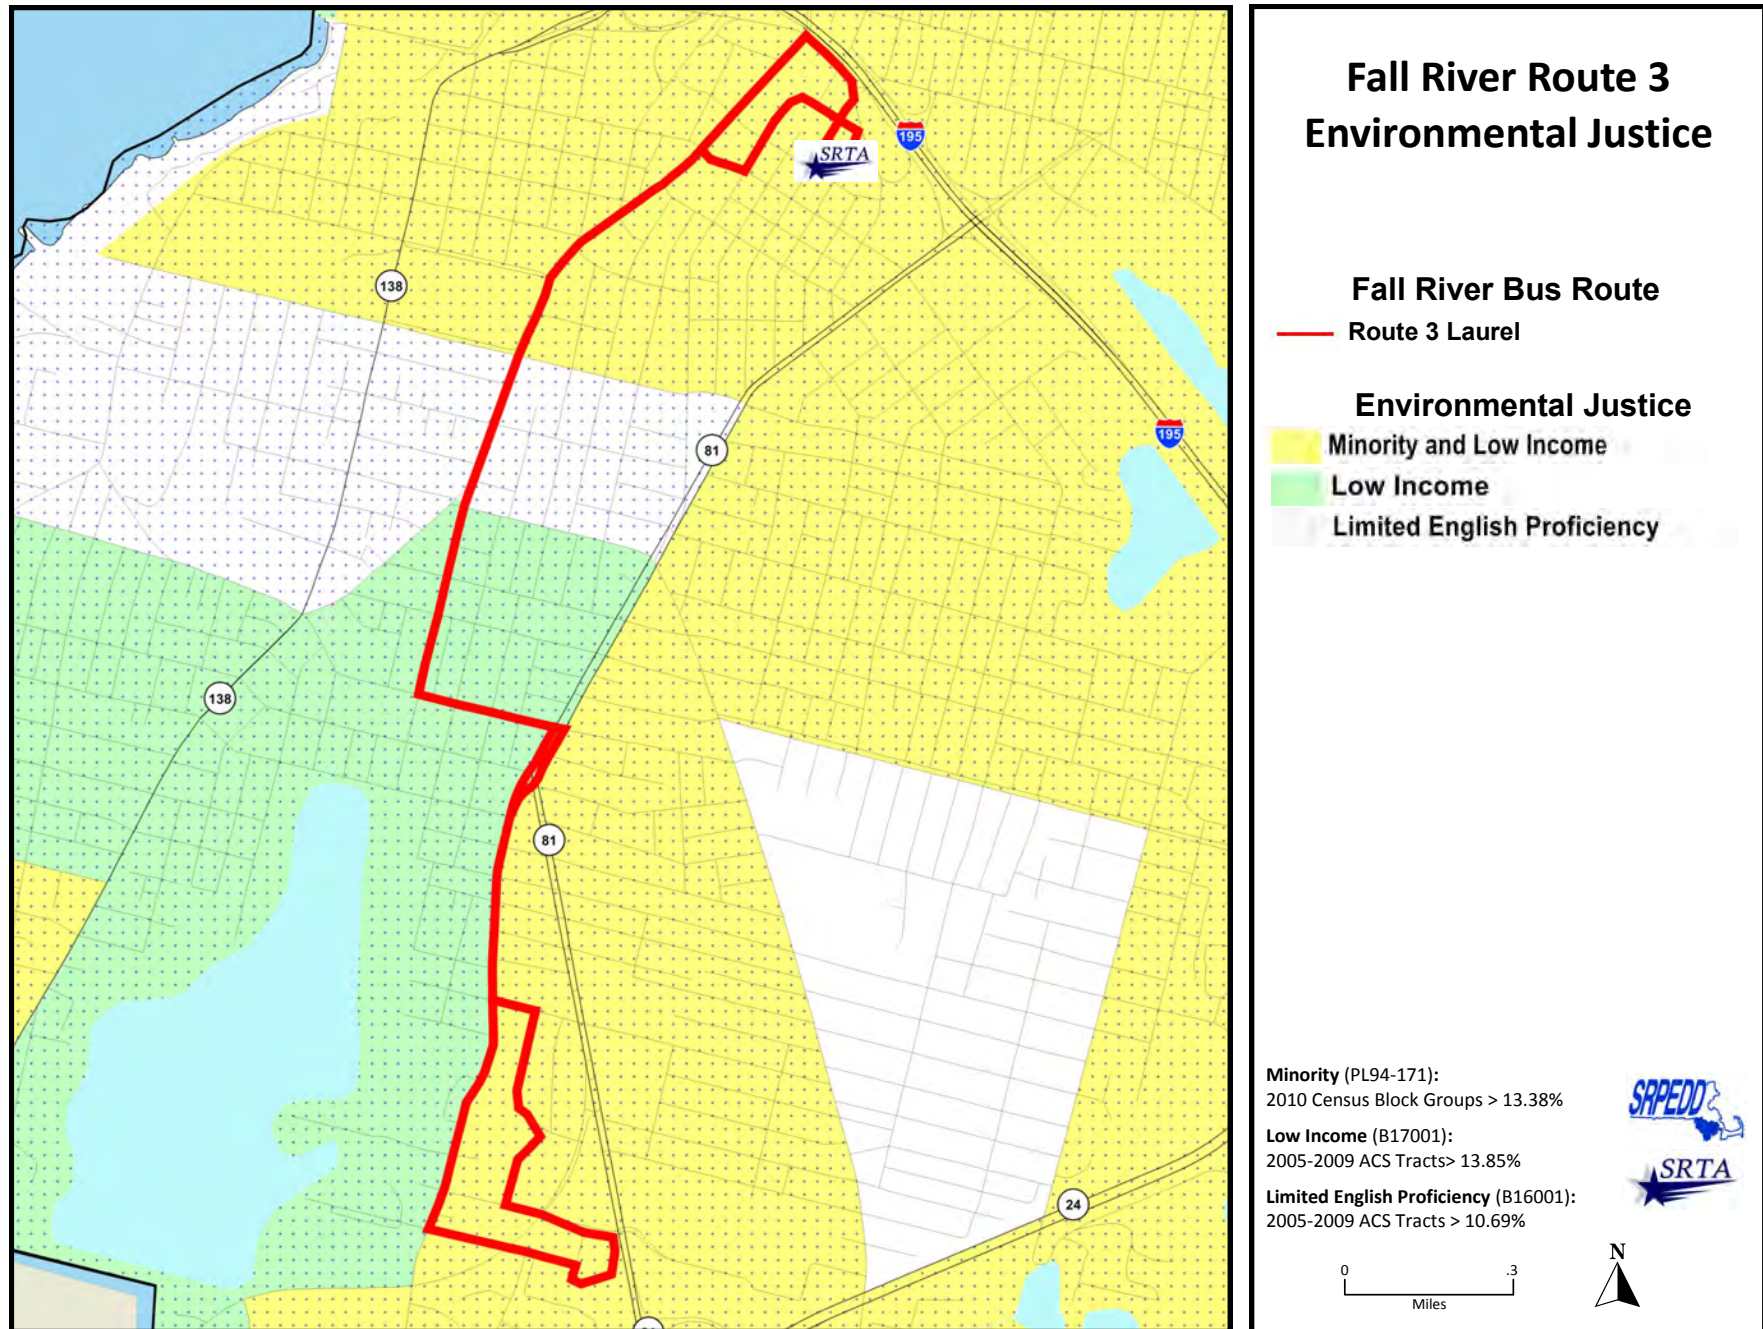 195
SRTA
138
81
195
138
81
24
Fall River Route 3
Environmental Justice
Fall River Bus Route
Route 3 Laurel
Environmental Justice
Minority and Low Income
Low Income
Limited English Proficiency
Minority (PL94-171):
2010 Census Block Groups > 13.38%
Low Income (B17001):
2005-2009 ACS Tracts> 13.85%
Limited English Proficiency (B16001):
2005-2009 ACS Tracts > 10.69%
SRPEDD
SRTA
0 .3
Miles
N